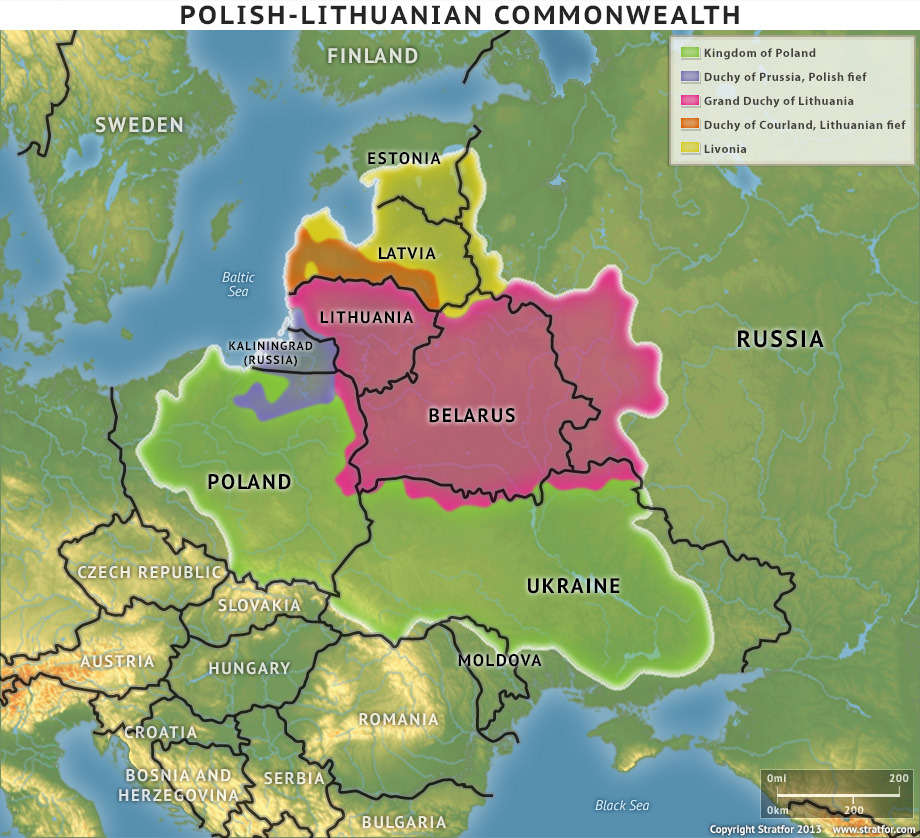 POLISH-LITHUANIAN COMMONWEALTH
Kingdom of Poland
Duchy of Prussia, Polish fief
Grand Duchy of Lithuania
Duchy of Courland, Lithuanian fief
Livonia
FINLAND
SWEDEN
ESTONIA
LATVIA
Baltic
Sea
LITHUANIA
RUSSIA
KALININGRAD
(RUSSIA)
BELARUS
POLAND
CZECH REPUBLIC
UKRAINE
SLOVAKIA
AUSTRIA
HUNGARY
MOLDOVA
ROMANIA
CROATIA
BOSNIA AND
HERZEGOVINA
SERBIA
Black Sea
BULGARIA
0mi 200
0km 200
Copyright Stratfor 2013 www.stratfor.com